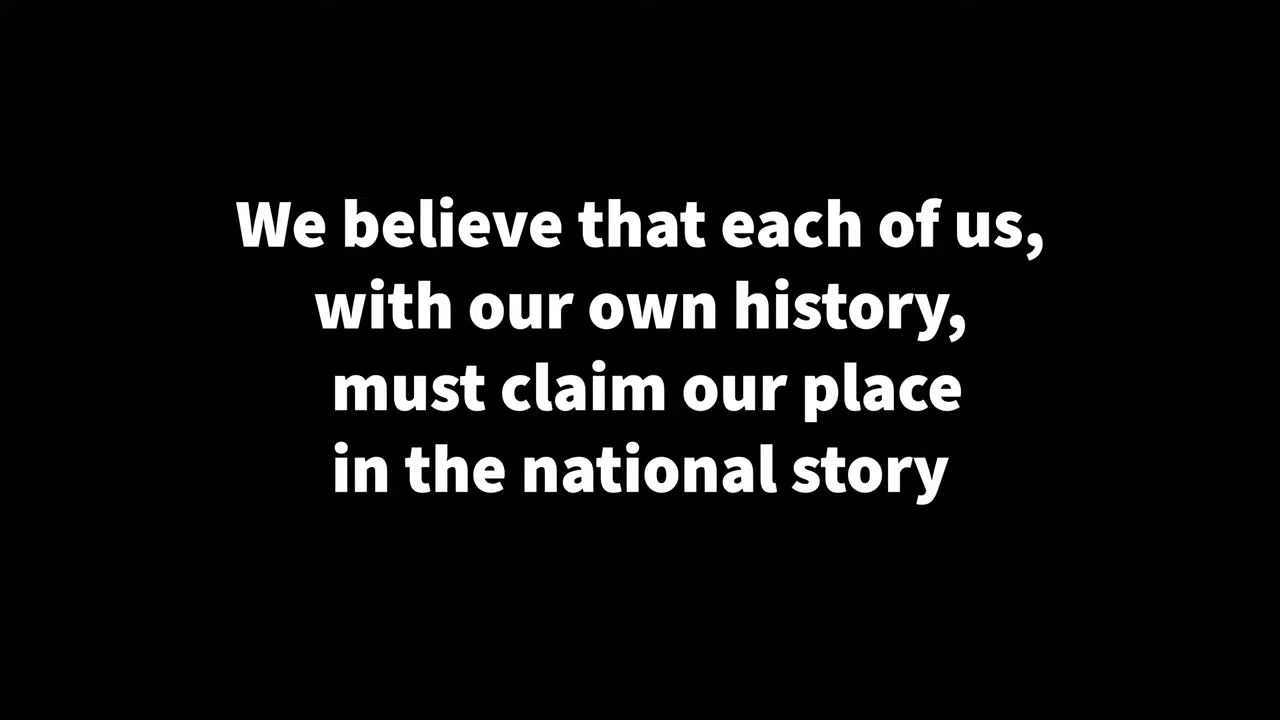 We believe that each of us,
with our own history,
must claim our place
in the national story